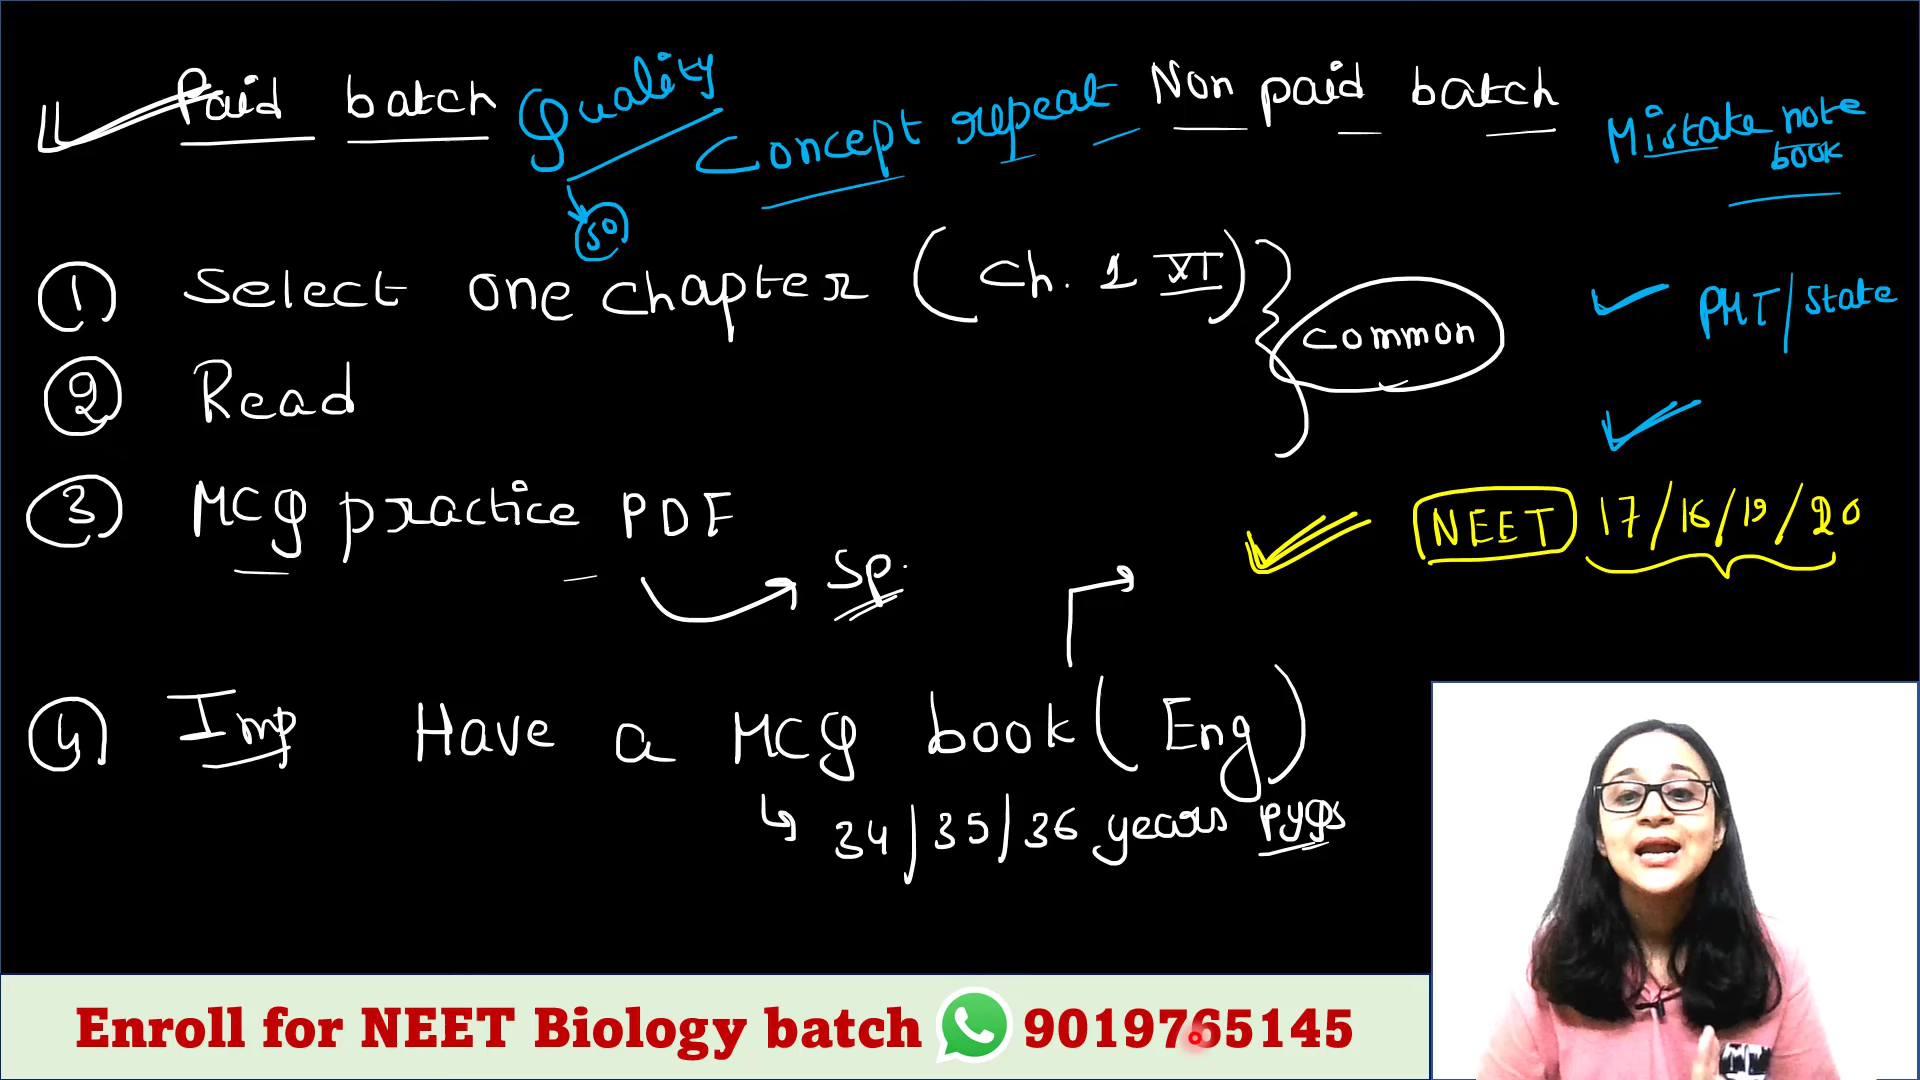 Paid batch Quality Concept repeat Non paid batch Mistake note book
50
① Select one chapter (Ch. 1 XI) } common
PMT/State
② Read
③ MCQ practice PDF
Sp.
NEET 17/18/19/20
④ Imp Have a MCQ book (Eng)
34/35/36 years PYQs
Enroll for NEET Biology batch 9019765145